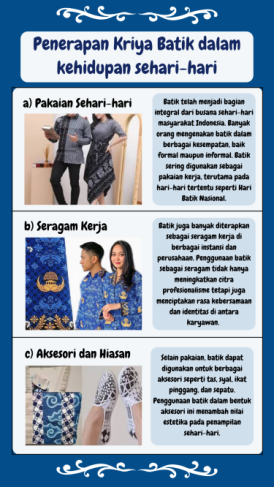 Penerapan Kriya Batik dalam
kehidupan sehari-hari
a) Pakaian Sehari-hari
Batik telah menjadi bagian
integral dari busana sehari-hari
masyarakat Indonesia. Banyak
orang mengenakan batik dalam
berbagai kesempatan, baik
formal maupun informal. Batik
sering digunakan sebagai
pakaian kerja, terutama pada
hari-hari tertentu seperti Hari
Batik Nasional.
b) Seragam Kerja
Batik juga banyak diterapkan
sebagai seragam kerja di
berbagai instansi dan
perusahaan. Penggunaan batik
sebagai seragam tidak hanya
meningkatkan citra
profesionalisme tetapi juga
menciptakan rasa kebersamaan
dan identitas di antara
karyawan.
c) Aksesori dan Hiasan
Selain pakaian, batik dapat
digunakan untuk berbagai
aksesori seperti tas, syal, ikat
pinggang, dan sepatu.
Penggunaan batik dalam bentuk
aksesori ini menambah nilai
estetika pada penampilan
sehari-hari.